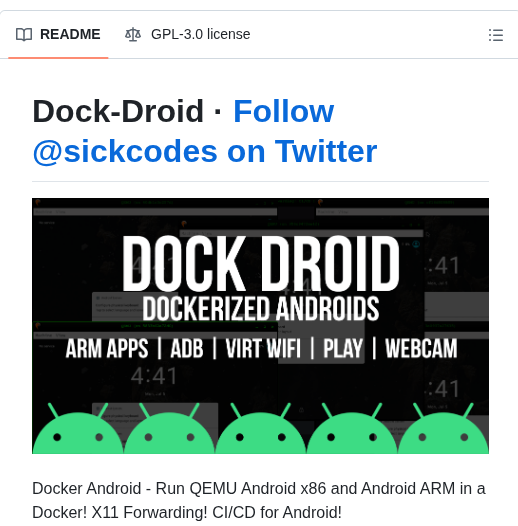 README
GPL-3.0 license
Dock-Droid · Follow
@sickcodes on Twitter
DOCK DROID
DOCKERIZED ANDROIDS
ARM APPS | ADB | VIRT WIFI | PLAY | WEBCAM
4:41
4:41
4:41
4:41
Docker Android - Run QEMU Android x86 and Android ARM in a
Docker! X11 Forwarding! CI/CD for Android!